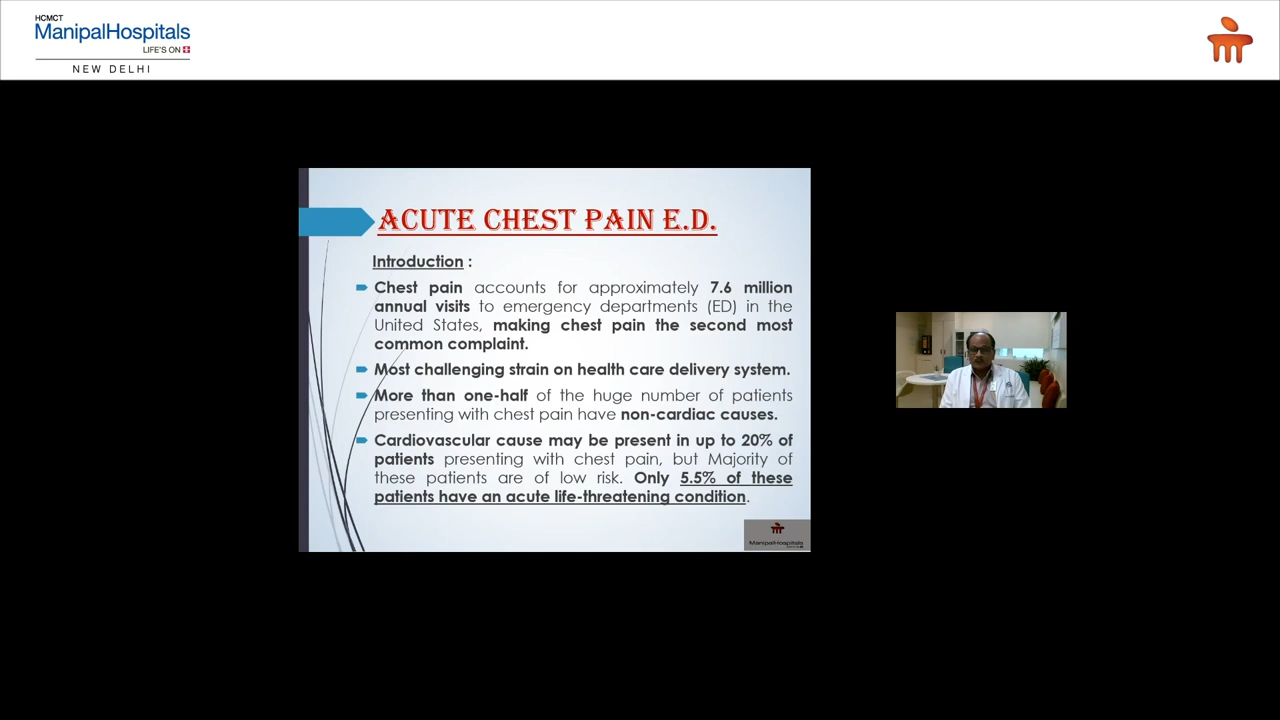 HCMCT
ManipalHospitals
LIFE'S ON
NEW DELHI
ACUTE CHEST PAIN E.D.
Introduction :
Chest pain accounts for approximately 7.6 million
annual visits to emergency departments (ED) in the
United States, making chest pain the second most
common complaint.
Most challenging strain on health care delivery system.
More than one-half of the huge number of patients
presenting with chest pain have non-cardiac causes.
Cardiovascular cause may be present in up to 20% of
patients presenting with chest pain, but Majority of
these patients are of low risk. Only 5.5% of these
patients have an acute life-threatening condition.
ManipalHospitals